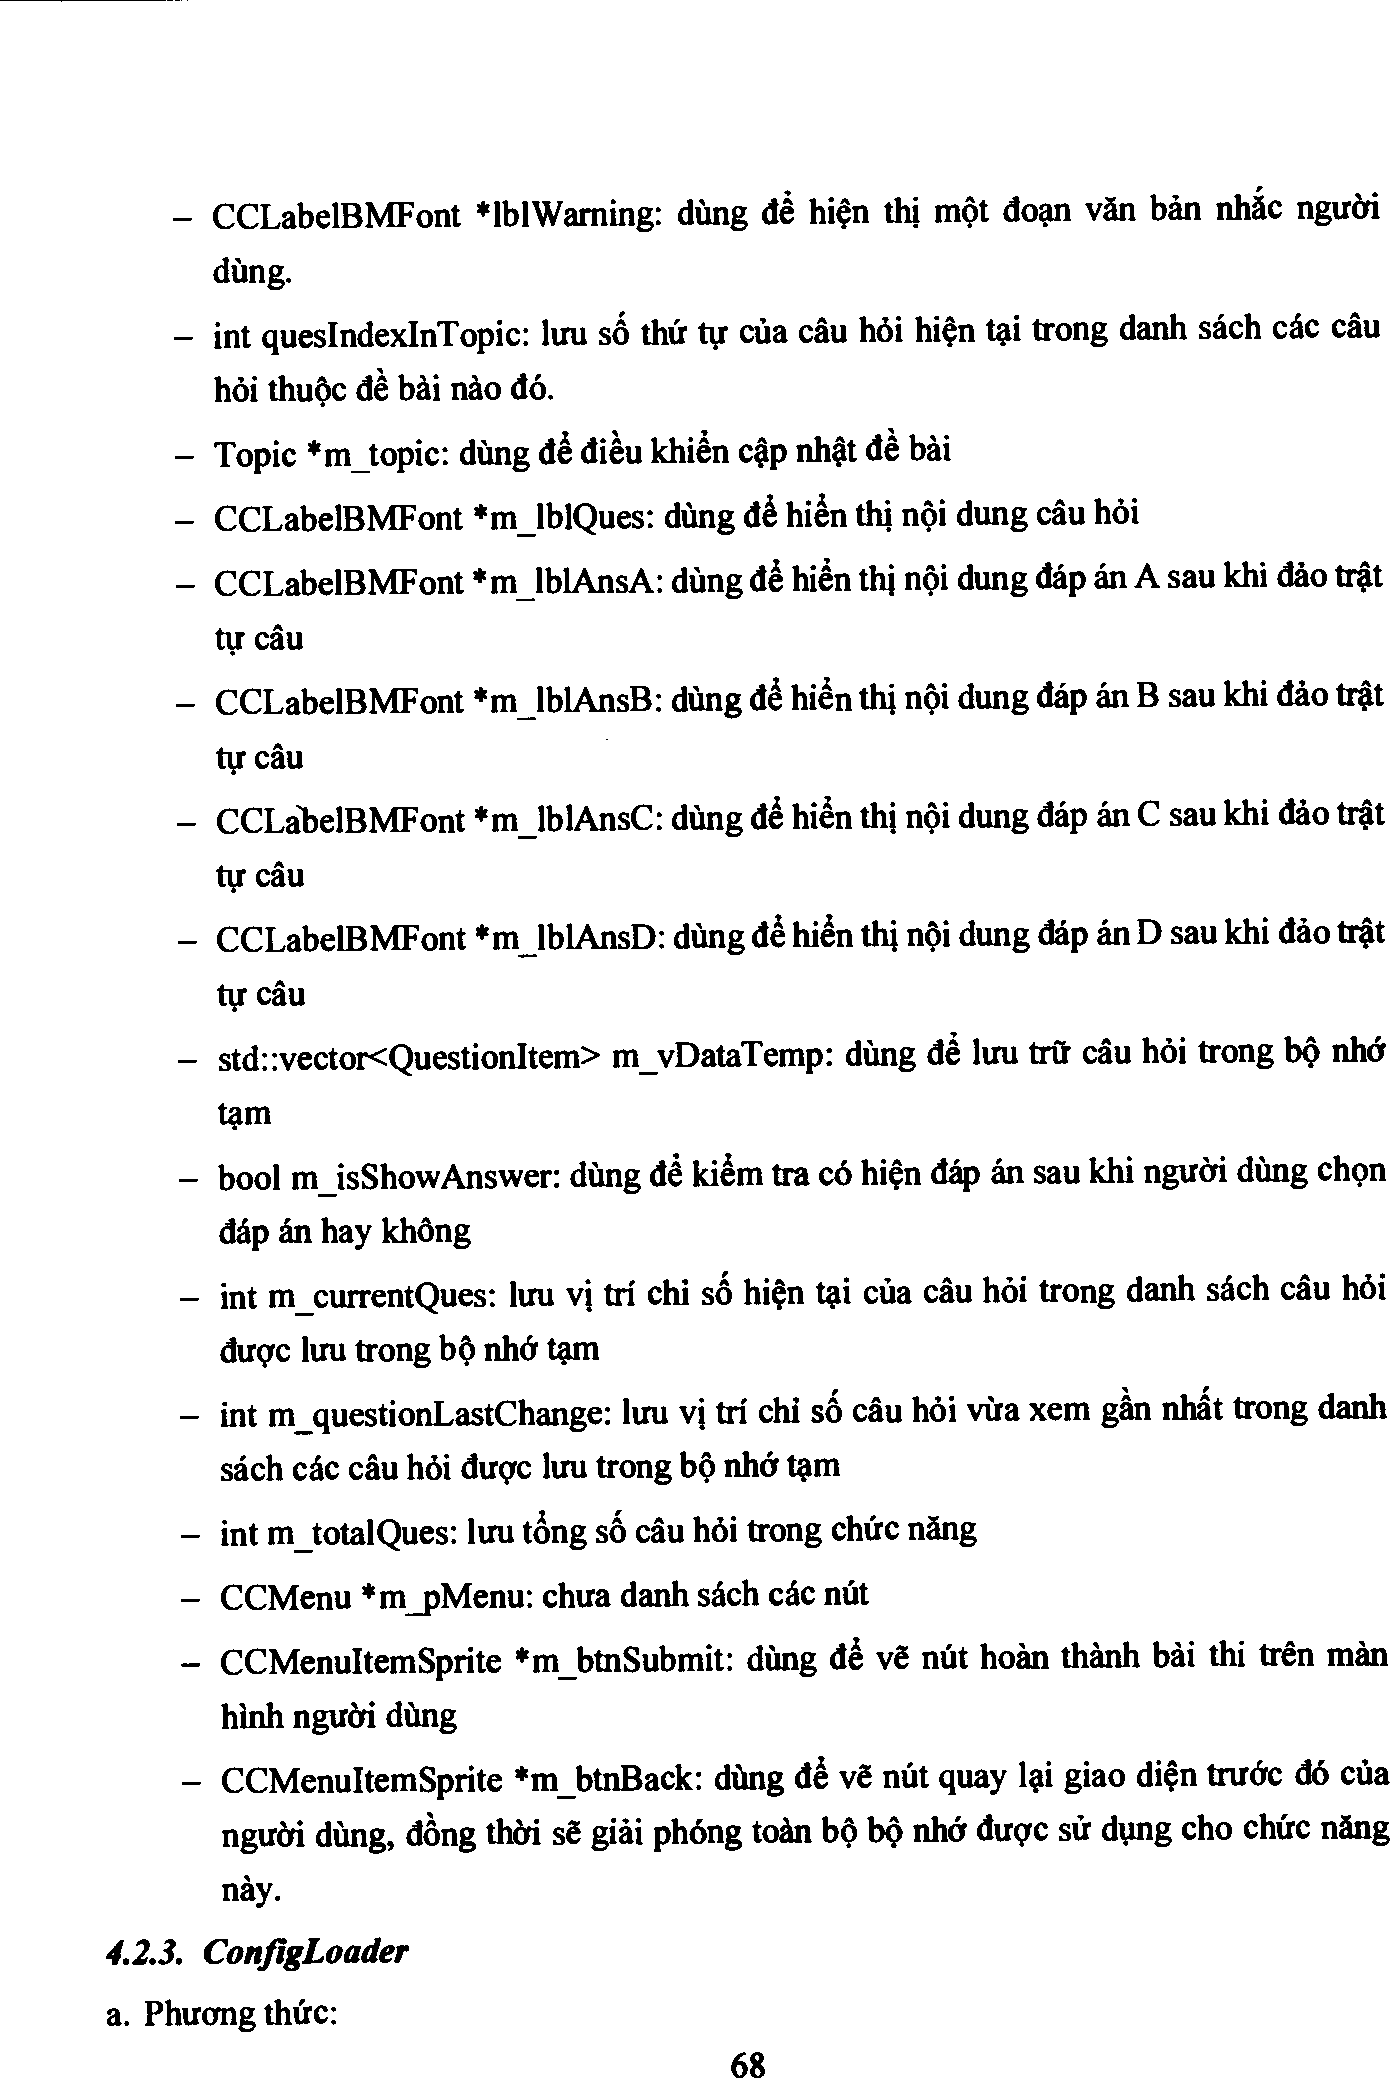 – CCLabelBMFont *lblWarning: dùng để hiện thị một đoạn văn bản nhắc người
dùng.
– int quesIndexInTopic: lưu số thứ tự của câu hỏi hiện tại trong danh sách các câu
hỏi thuộc đề bài nào đó.
– Topic *m_topic: dùng để điều khiển cập nhật đề bài
– CCLabelBMFont *m_lblQues: dùng để hiển thị nội dung câu hỏi
– CCLabelBMFont *m_lblAnsA: dùng để hiển thị nội dung đáp án A sau khi đảo trật
tự câu
– CCLabelBMFont *m_lblAnsB: dùng để hiển thị nội dung đáp án B sau khi đảo trật
tự câu
– CCLabelBMFont *m_lblAnsC: dùng để hiển thị nội dung đáp án C sau khi đảo trật
tự câu
– CCLabelBMFont *m_lblAnsD: dùng để hiển thị nội dung đáp án D sau khi đảo trật
tự câu
– std::vector<QuestionItem> m_vDataTemp: dùng để lưu trữ câu hỏi trong bộ nhớ
tạm
– bool m_isShowAnswer: dùng để kiểm tra có hiện đáp án sau khi người dùng chọn
đáp án hay không
– int m_currentQues: lưu vị trí chi số hiện tại của câu hỏi trong danh sách câu hỏi
được lưu trong bộ nhớ tạm
– int m_questionLastChange: lưu vị trí chỉ số câu hỏi vừa xem gần nhất trong danh
sách các câu hỏi được lưu trong bộ nhớ tạm
– int m_totalQues: lưu tổng số câu hỏi trong chức năng
– CCMenu *m_pMenu: chưa danh sách các nút
– CCMenuItemSprite *m_btnSubmit: dùng để vẽ nút hoàn thành bài thi trên màn
hình người dùng
– CCMenuItemSprite *m_btnBack: dùng để vẽ nút quay lại giao diện trước đó của
người dùng, đồng thời sẽ giải phóng toàn bộ bộ nhớ được sử dụng cho chức năng
này.
4.2.3. ConfigLoader
a. Phương thức:
68